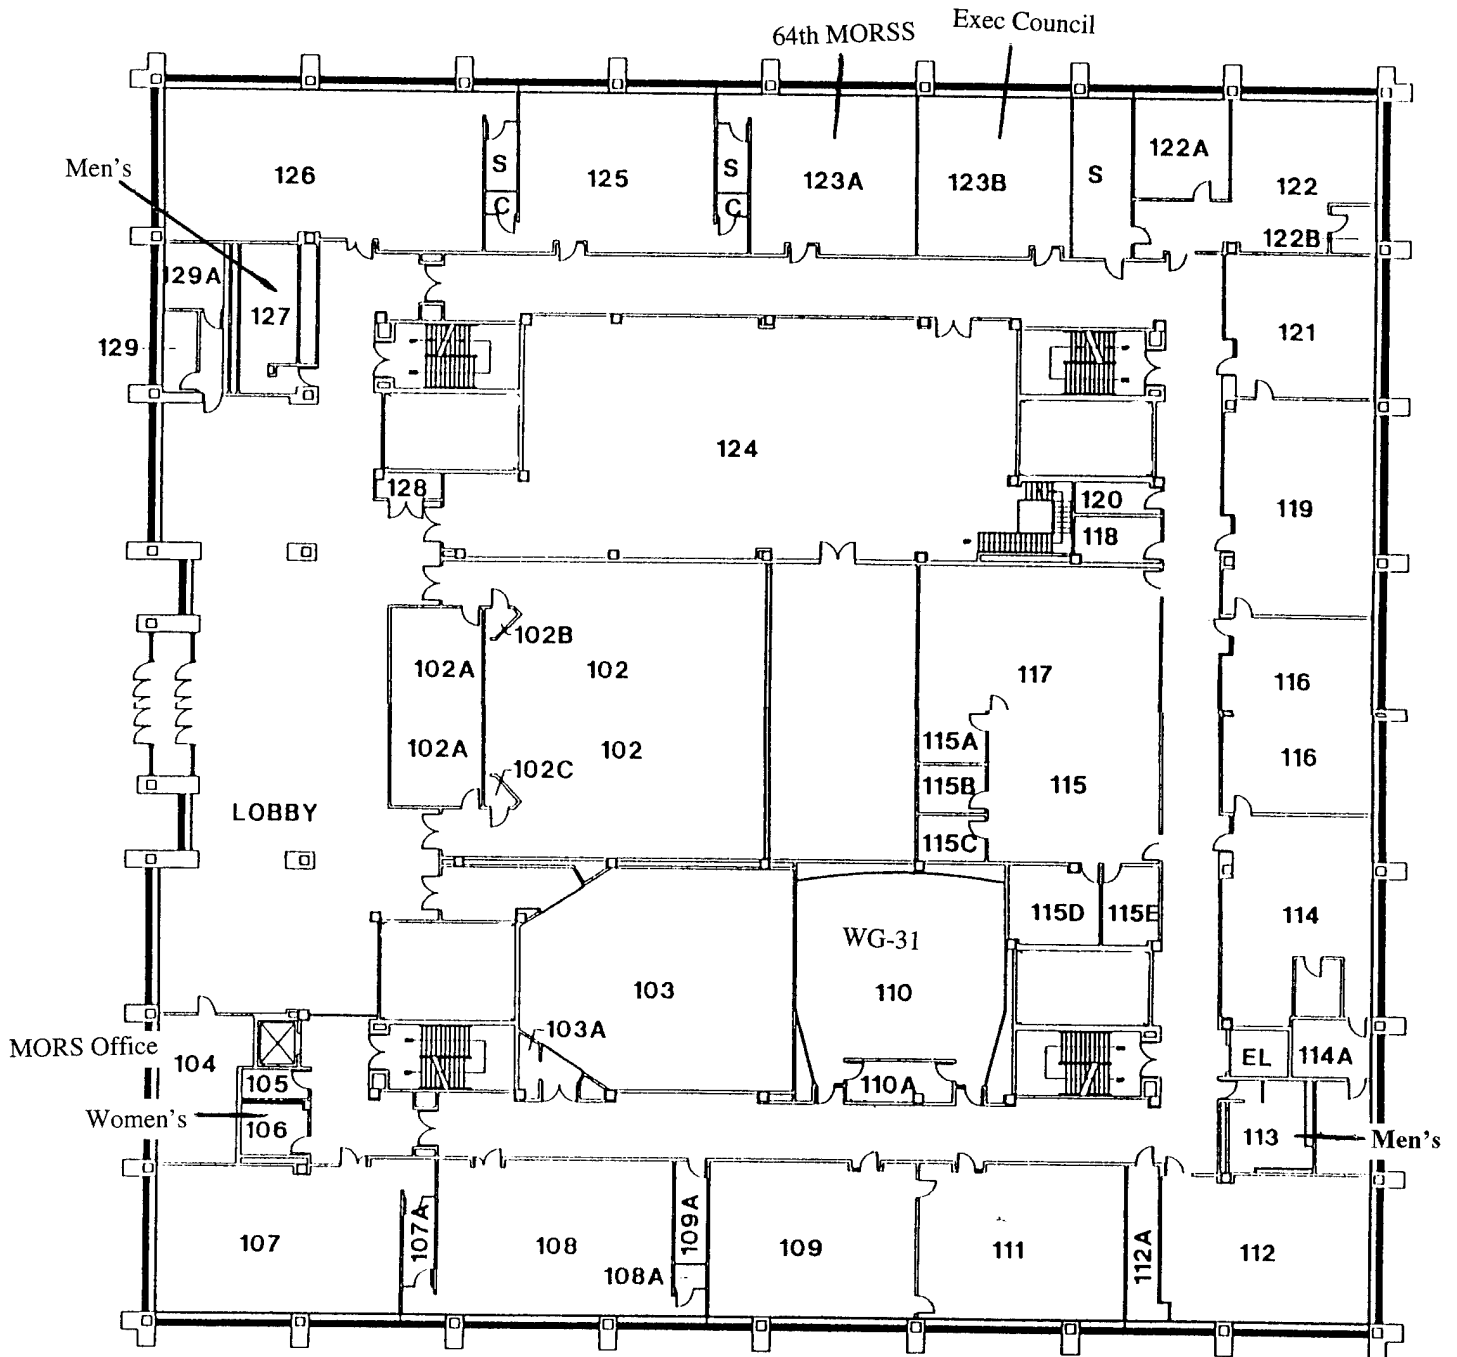 Exec Council
64th MORSS
Men's
126
S
C
125
S
C
123A
123B
S
122A
122
122B
129A
127
129
121
124
128
120
118
119
102B
102A
102
117
116
102A
102
115A
116
102C
115B
115
LOBBY
115C
115D
115E
114
WG-31
103
110
103A
MORS Office
104
EL
114A
105
110A
Women's
106
113
Men's
107
107A
108
108A
109A
109
111
112A
112